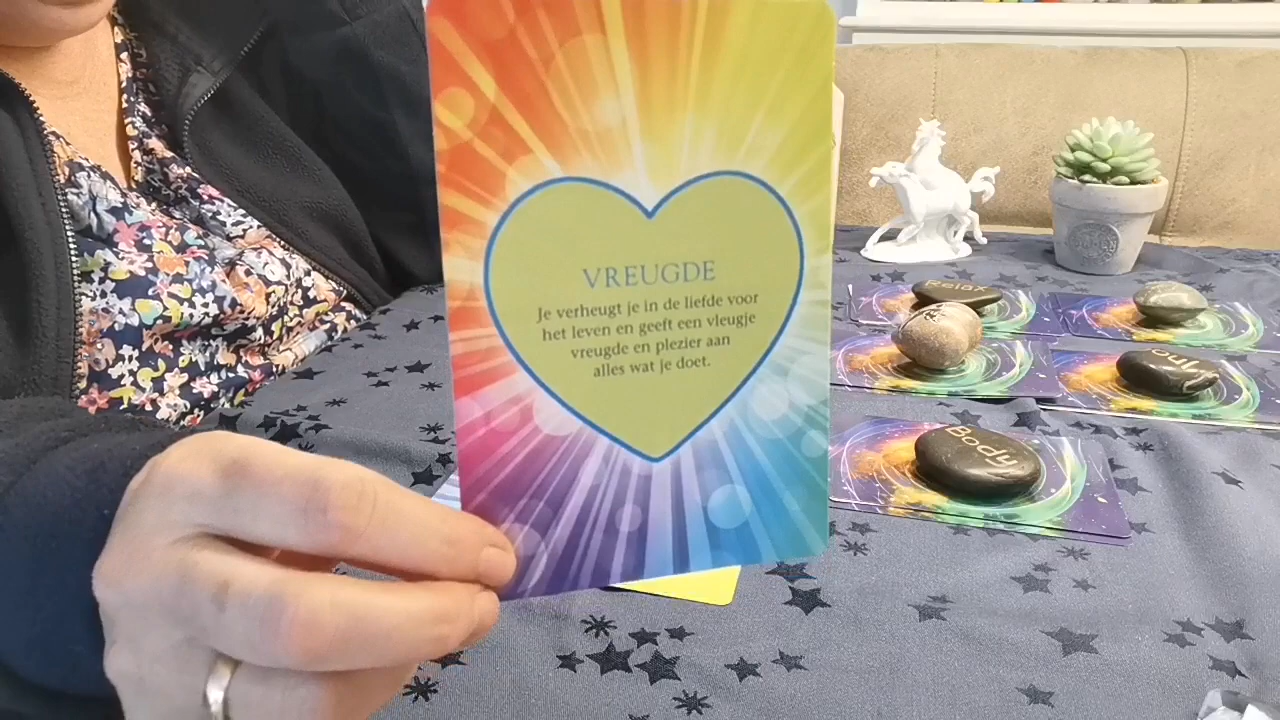 VREUGDE
Je verheugt je in de liefde voor
het leven en geeft een vleugje
vreugde en plezier aan
alles wat je doet.
Relax
oul
Body